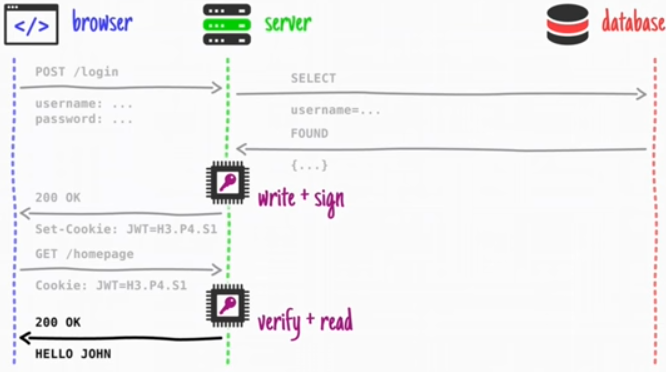 </> browser
server
database
POST /login
username: ...
password: ...
SELECT
username=...
FOUND
{...}
write + sign
200 OK
Set-Cookie: JWT=H3.P4.S1
GET /homepage
Cookie: JWT=H3.P4.S1
verify + read
200 OK
HELLO JOHN